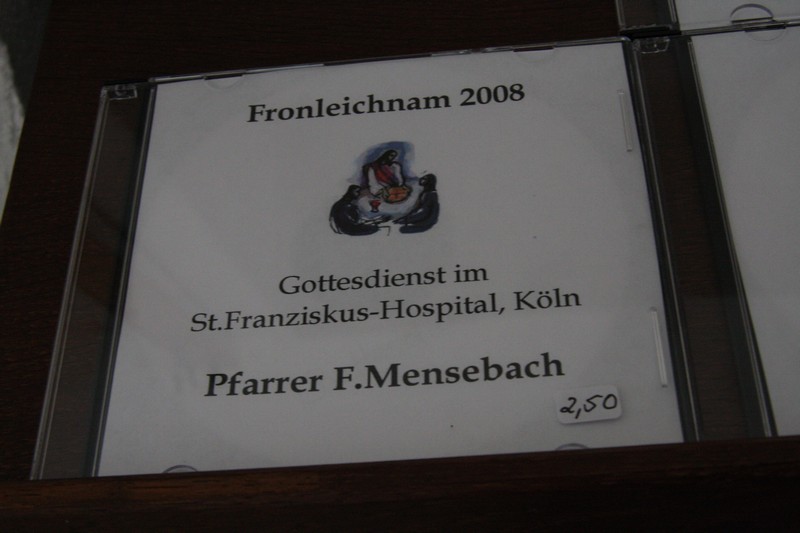 Fronleichnam 2008
Gottesdienst im
St.Franziskus-Hospital, Köln
Pfarrer F.Mensebach
2,50